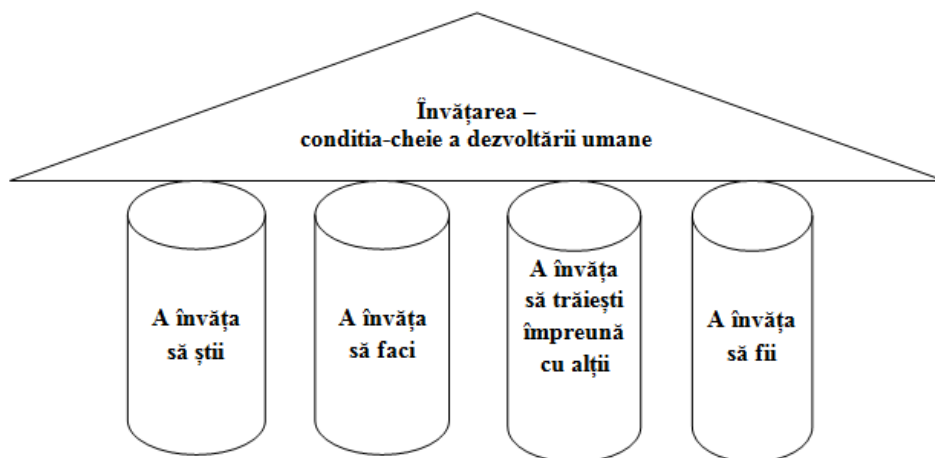 Învățarea –
conditia-cheie a dezvoltării umane
A învăța
să știi
A învăța
să faci
A învăța
să trăiești
împreună
cu alții
A învăța
să fii